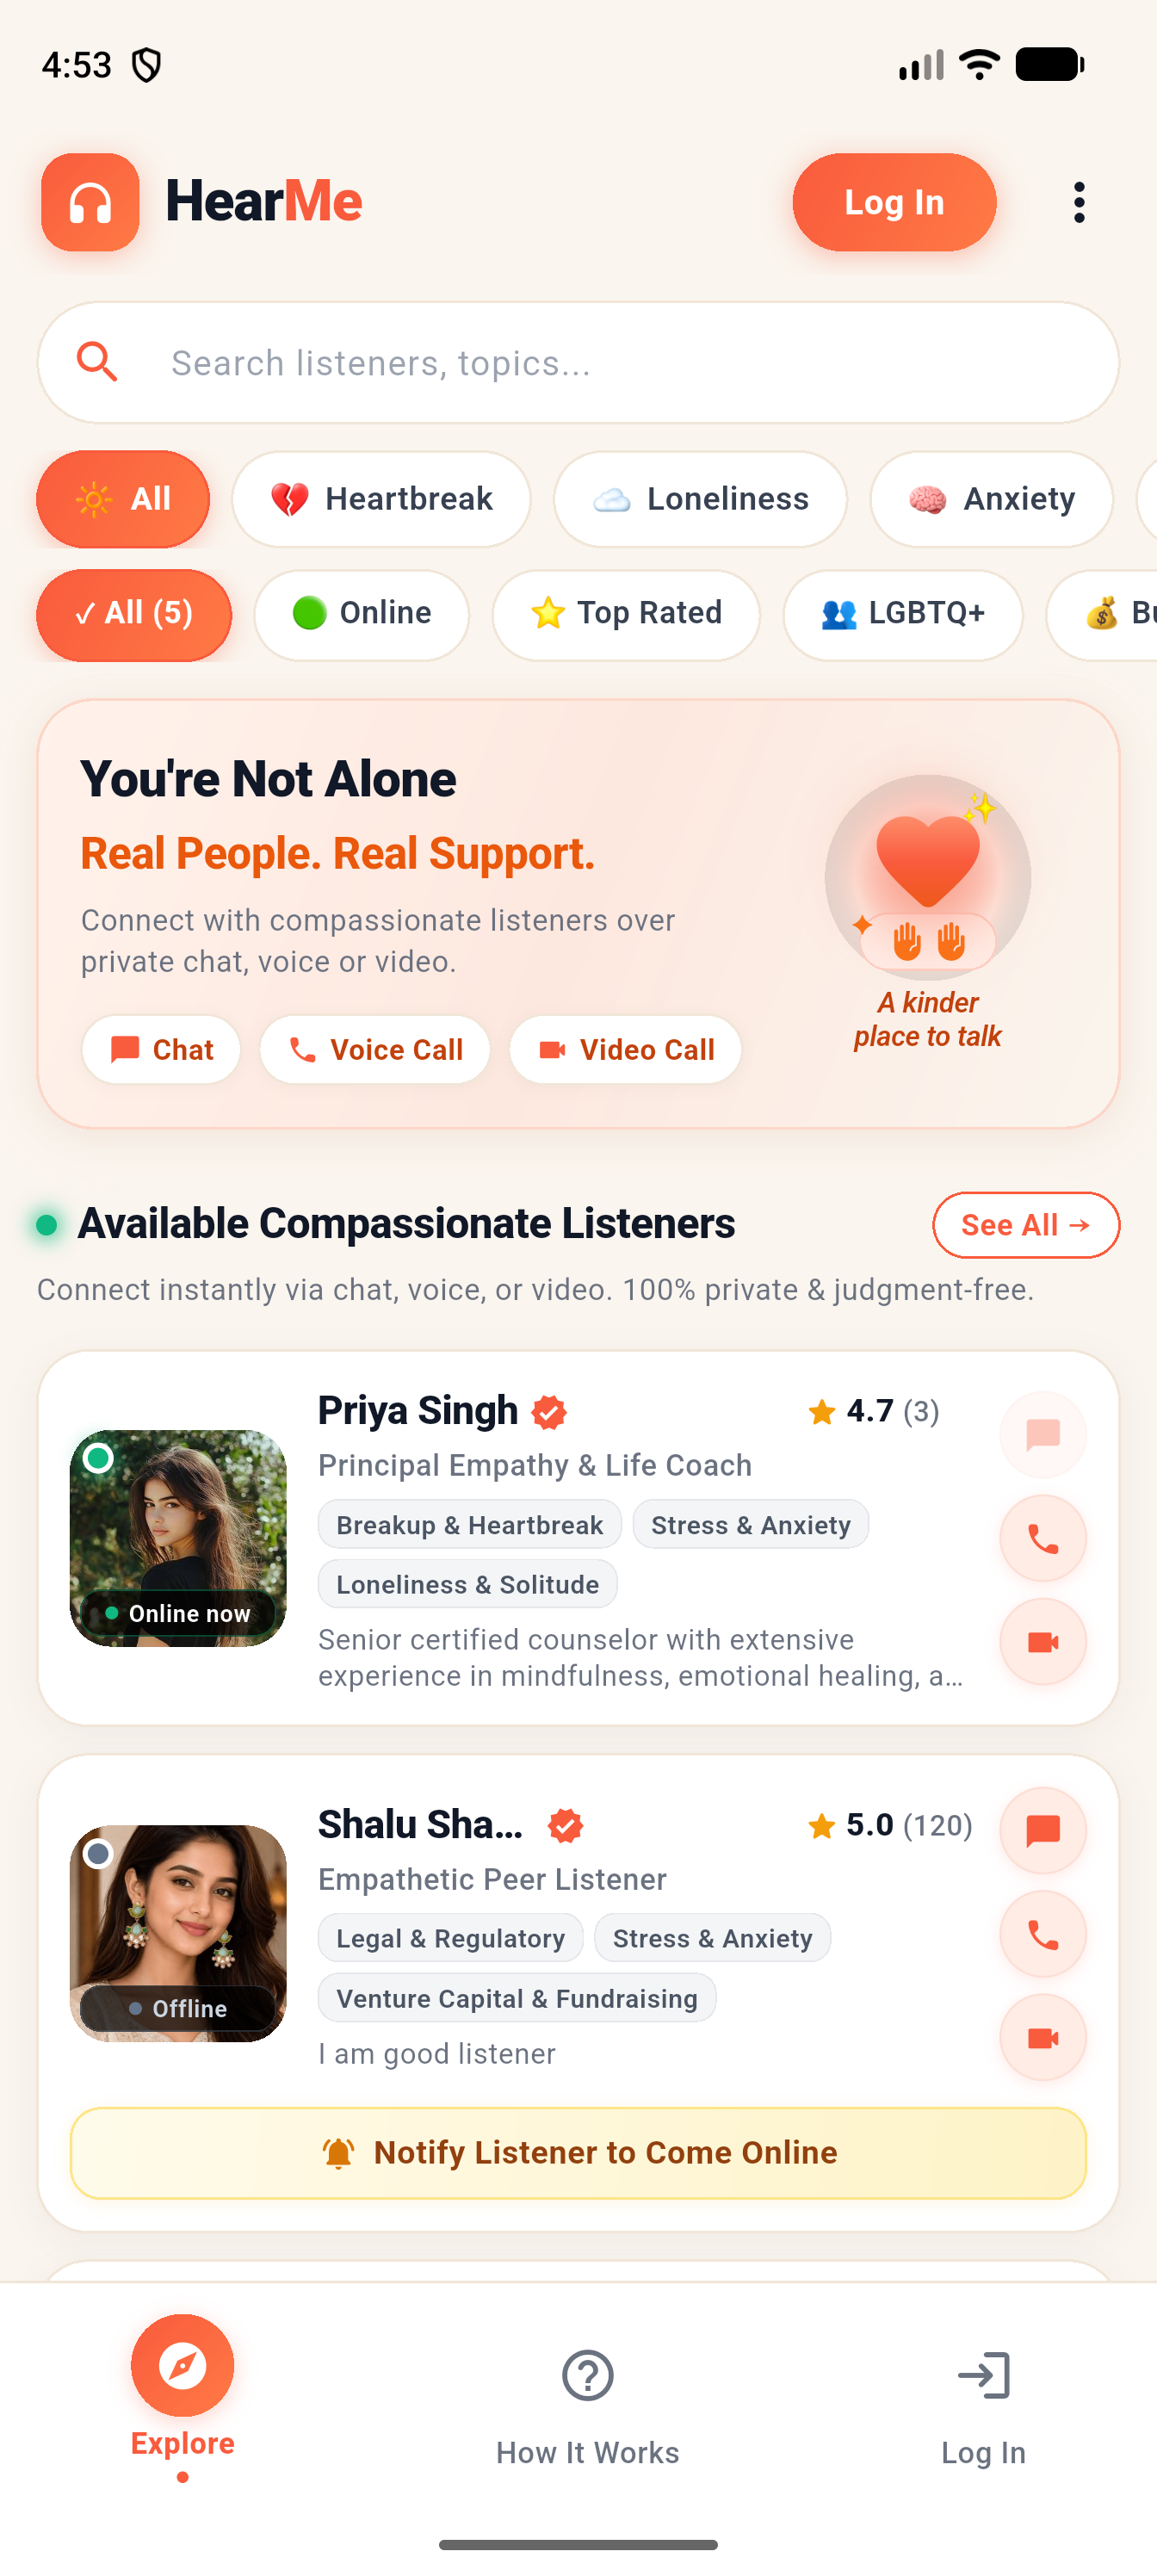 4:53
HearMe
Log In
Search listeners, topics...
All
Heartbreak
Loneliness
Anxiety
✓ All (5)
Online
Top Rated
LGBTQ+
You're Not Alone
Real People. Real Support.
Connect with compassionate listeners over
private chat, voice or video.
Chat
Voice Call
Video Call
A kinder
place to talk
Available Compassionate Listeners
See All →
Connect instantly via chat, voice, or video. 100% private & judgment-free.
Priya Singh
4.7 (3)
Principal Empathy & Life Coach
Breakup & Heartbreak
Stress & Anxiety
Loneliness & Solitude
Online now
Senior certified counselor with extensive
experience in mindfulness, emotional healing, a...
Shalu Sha...
5.0 (120)
Empathetic Peer Listener
Legal & Regulatory
Stress & Anxiety
Venture Capital & Fundraising
Offline
I am good listener
Notify Listener to Come Online
Explore
How It Works
Log In